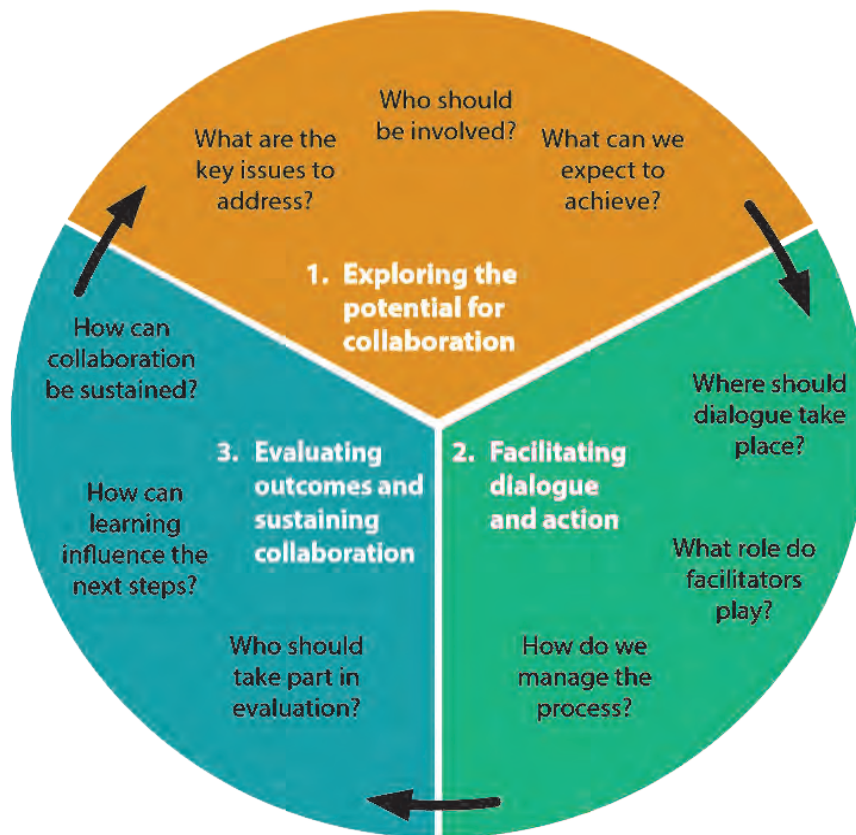 Who should
be involved?
What are the
key issues to
address?
What can we
expect to
achieve?
1. Exploring the
potential for
collaboration
Where should
dialogue take
place?
2. Facilitating
dialogue
and action
What role do
facilitators
play?
How do we
manage the
process?
3. Evaluating
outcomes and
sustaining
collaboration
Who should
take part in
evaluation?
How can
learning
influence the
next steps?
How can
collaboration
be sustained?